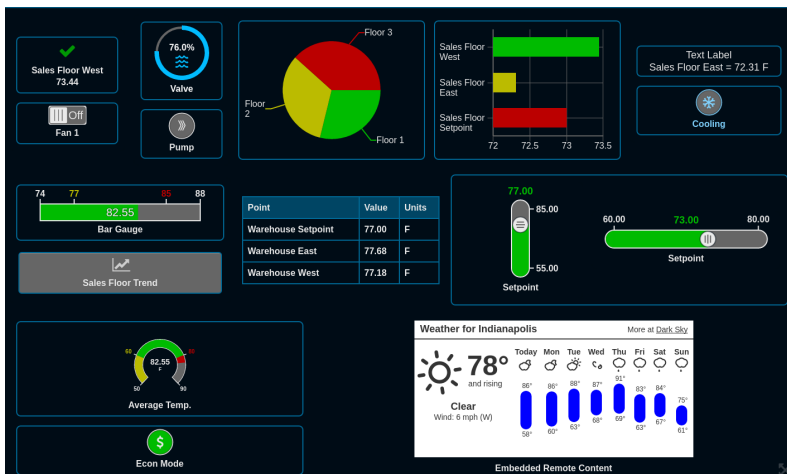 Sales Floor West
73.44
76.0%
Valve
Off
Fan 1
Pump
Floor 3
Floor
2
Floor 1
Sales Floor
West
Sales Floor
East
Sales Floor
Setpoint
72 72.5 73 73.5
Text Label
Sales Floor East = 72.31 F
Cooling
74 77 85 88
82.55
Bar Gauge
Sales Floor Trend
Point Value Units
Warehouse Setpoint 77.00 F
Warehouse East 77.68 F
Warehouse West 77.18 F
77.00
85.00
55.00
Setpoint
60.00 73.00 80.00
Setpoint
60 80
82.55
F
50 90
Average Temp.
$
Econ Mode
Weather for Indianapolis More at Dark Sky
78°
and rising
Clear
Wind: 6 mph (W)
Today Mon Tue Wed Thu Fri Sat Sun
86° 86° 88° 87° 91° 83° 84° 75°
58° 60° 63° 68° 69° 63° 67° 61°
Embedded Remote Content